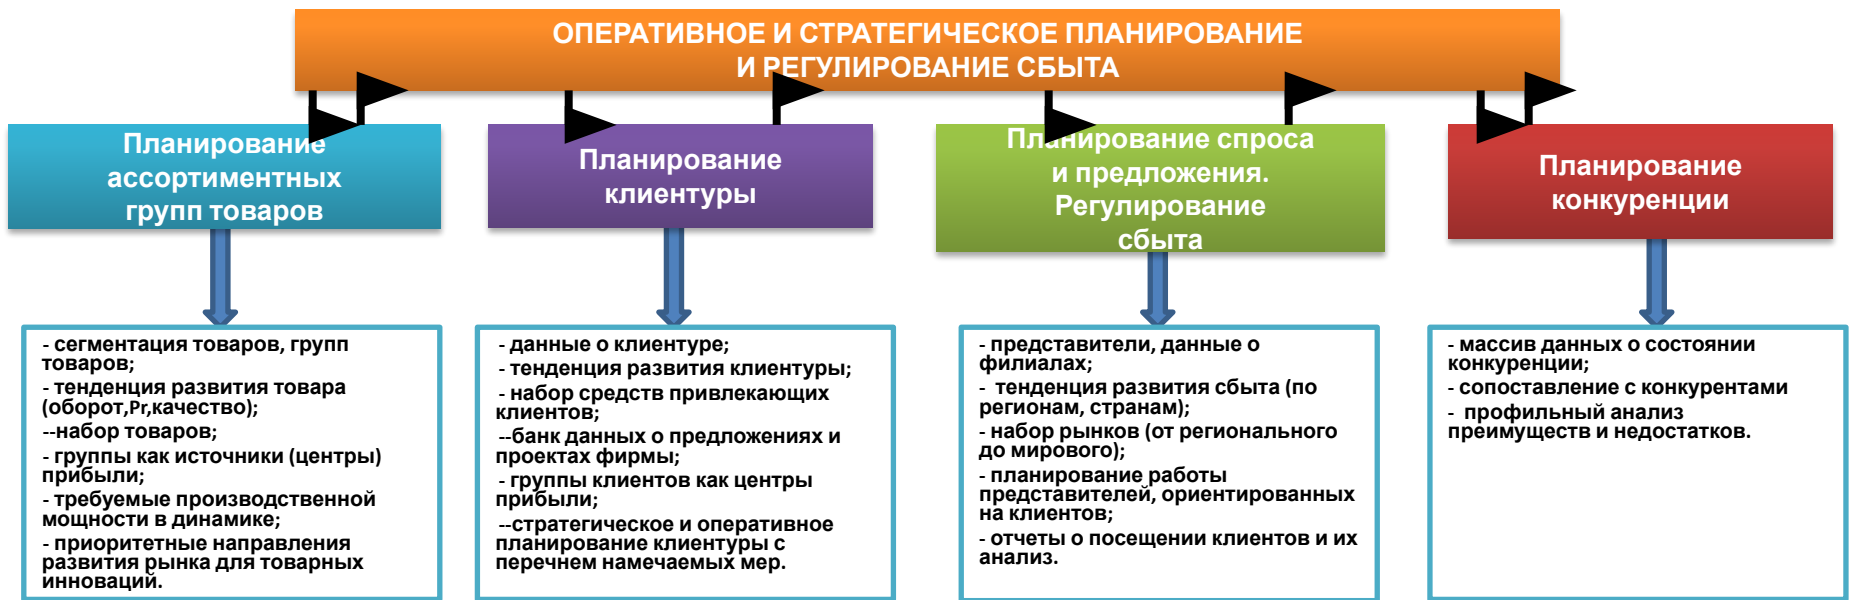 ОПЕРАТИВНОЕ И СТРАТЕГИЧЕСКОЕ ПЛАНИРОВАНИЕ
И РЕГУЛИРОВАНИЕ СБЫТА
Планирование
ассортиментных
групп товаров
Планирование
клиентуры
Планирование спроса
и предложения.
Регулирование
сбыта
Планирование
конкуренции
- сегментация товаров, групп
товаров;
- тенденция развития товара
(оборот,Pr,качество);
--набор товаров;
- группы как источники (центры)
прибыли;
- требуемые производственной
мощности в динамике;
- приоритетные направления
развития рынка для товарных
инноваций.
- данные о клиентуре;
- тенденция развития клиентуры;
- набор средств привлекающих
клиентов;
--банк данных о предложениях и
проектах фирмы;
- группы клиентов как центры
прибыли;
--стратегическое и оперативное
планирование клиентуры с
перечнем намечаемых мер.
- представители, данные о
филиалах;
- тенденция развития сбыта (по
регионам, странам);
- набор рынков (от регионального
до мирового);
- планирование работы
представителей, ориентированных
на клиентов;
- отчеты о посещении клиентов и их
анализ.
- массив данных о состоянии
конкуренции;
- сопоставление с конкурентами
- профильный анализ
преимуществ и недостатков.